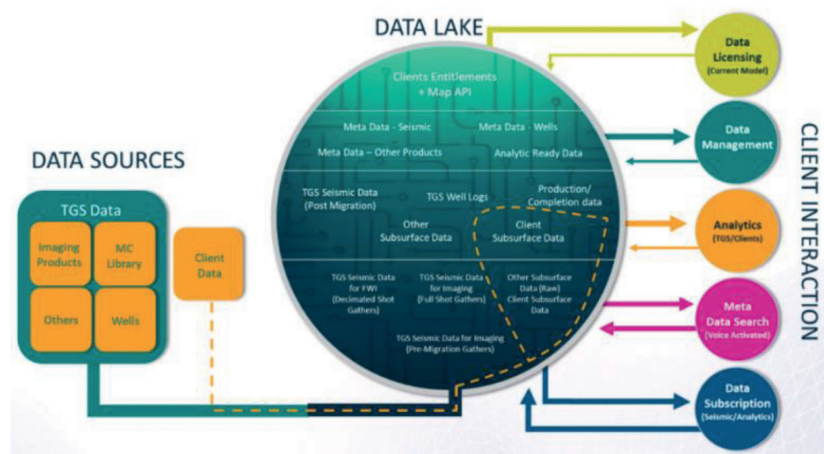 DATA LAKE
Clients Entitlements
+ Map API
Meta Data - Seismic
Meta Data - Wells
Meta Data – Other Products
Analytic Ready Data
TGS Seismic Data
(Post Migration)
TGS Well Logs
Production/
Completion data
Other
Subsurface Data
Client
Subsurface Data
TGS Seismic Data
for FWI
(Decimated Shot
Gathers)
TGS Seismic Data
for Imaging
(Full Shot Gathers)
Other Subsurface
Data (Raw)
Client Subsurface
Data
TGS Seismic Data for Imaging
(Pre-Migration Gathers)
DATA SOURCES
TGS Data
Imaging
Products
MC
Library
Others
Wells
Client
Data
CLIENT INTERACTION
Data
Licensing
(Current Model)
Data
Management
Analytics
(TGS/Clients)
Meta
Data Search
(Voice Activated)
Data
Subscription
(Seismic/Analytics)